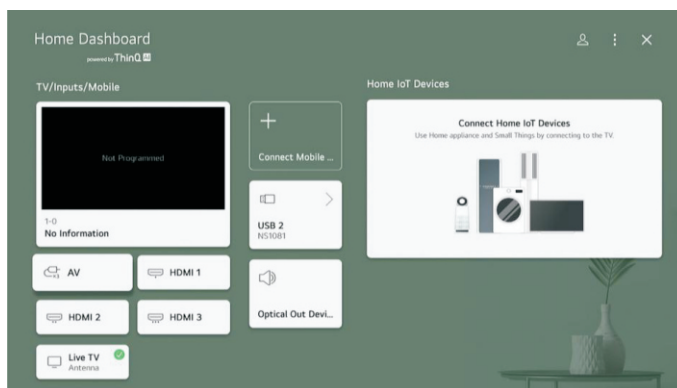 Home Dashboard
powered by ThinQ AI
TV/Inputs/Mobile
Not Programmed
1-0
No Information
AV
HDMI 1
HDMI 2
HDMI 3
Live TV
Antenna
Connect Mobile ...
USB 2
NS1081
Optical Out Devi...
Home IoT Devices
Connect Home IoT Devices
Use Home appliance and Small Things by connecting to the TV.